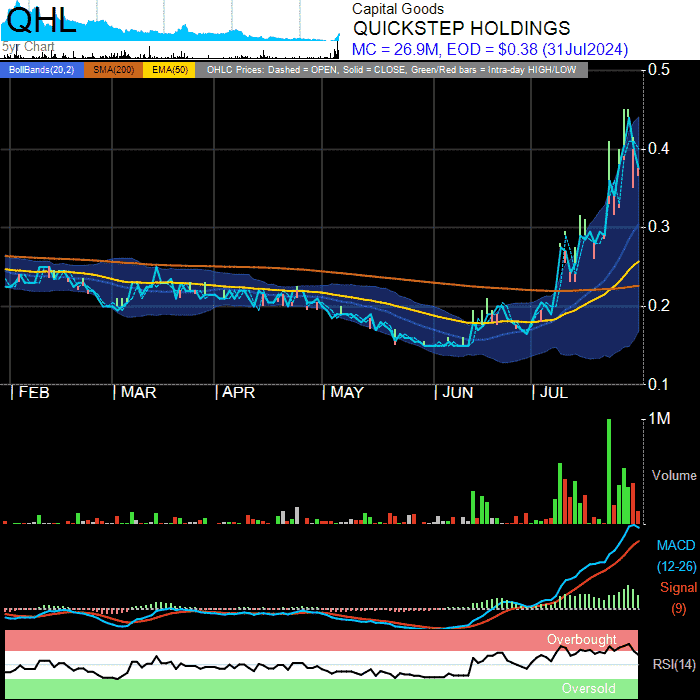 QHL
5yr Chart
Capital Goods
QUICKSTEP HOLDINGS
MC = 26.9M, EOD = $0.38 (31Jul2024)
BollBands(20,2) SMA(200) EMA(50) OHLC Prices: Dashed = OPEN, Solid = CLOSE, Green/Red bars = Intra-day HIGH/LOW
0.5
0.4
0.3
0.2
0.1
| FEB | MAR | APR | MAY | JUN | JUL
1M
Volume
MACD
(12-26)
Signal
(9)
Overbought
RSI(14)
Oversold